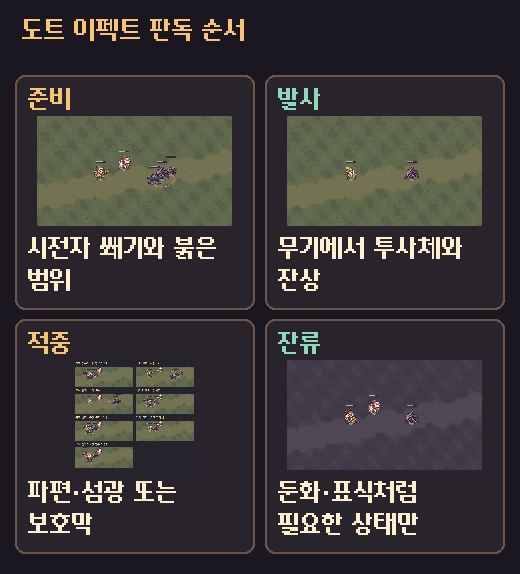 도트 이펙트 판독 순서
준비
시전자 쐐기와 붉은
범위
발사
무기에서 투사체와
잔상
적중
파편·섬광 또는
보호막
잔류
둔화·표식처럼
필요한 상태만